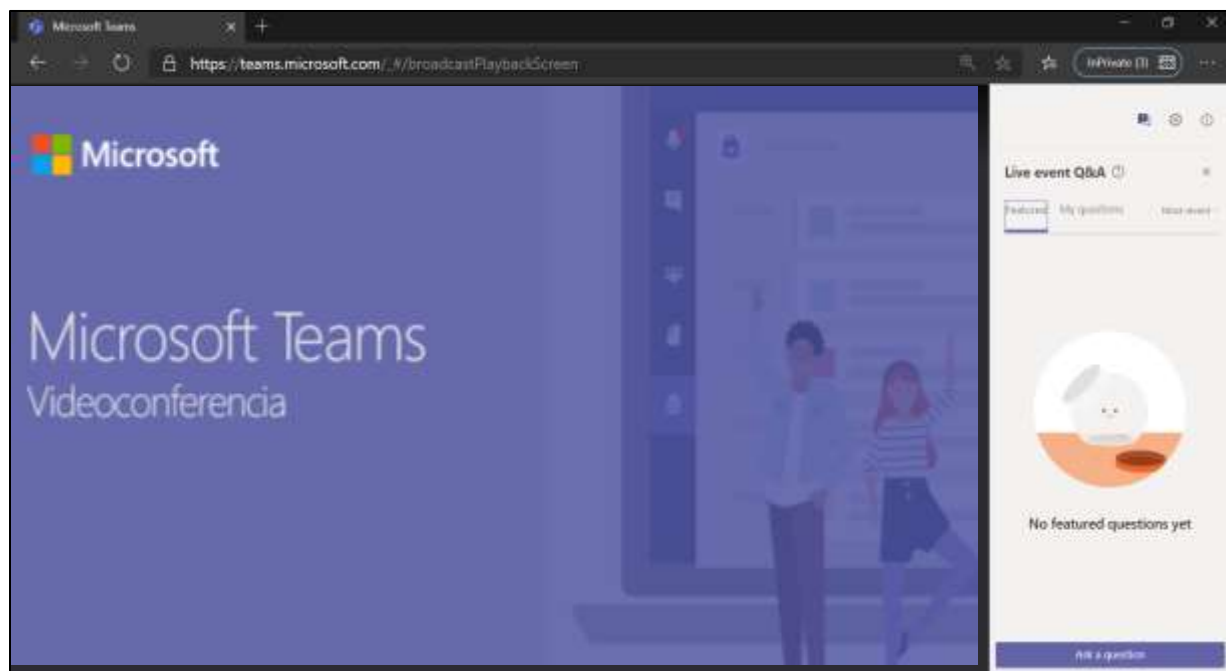 Microsoft Teams
https://teams.microsoft.com/_#/broadcastPlaybackScreen
InPrivate (3)
Microsoft
Live event Q&A
Featured My questions
Microsoft Teams
Videoconferencia
No featured questions yet
Ask a question